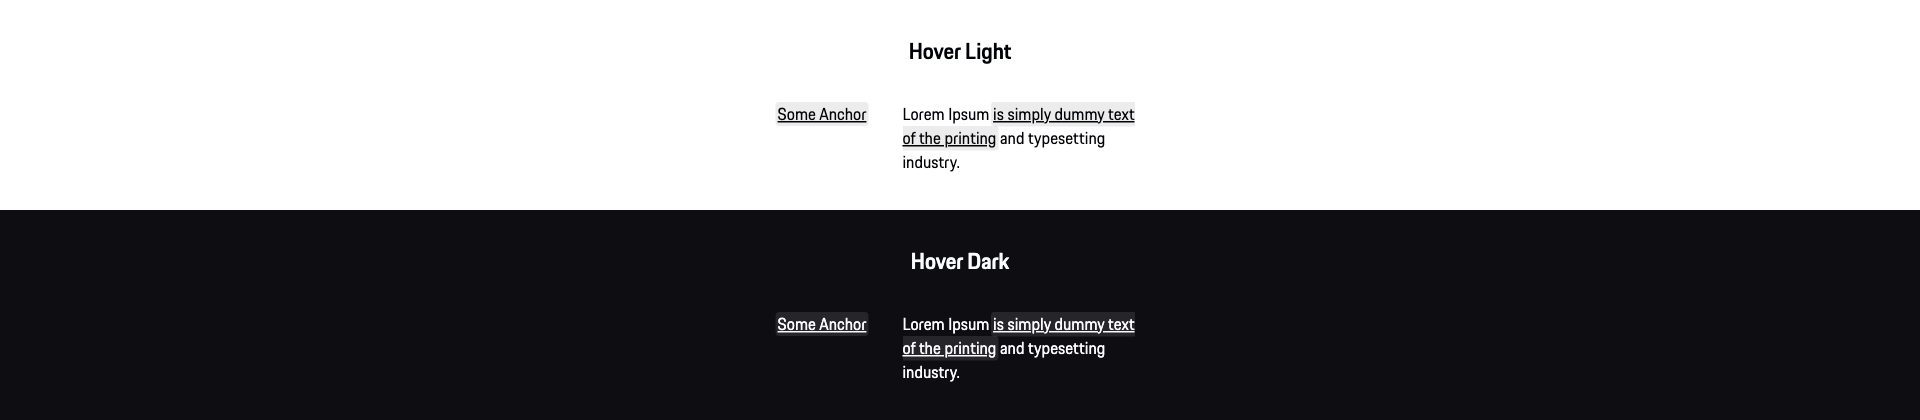 Hover Light
Some Anchor
Lorem Ipsum is simply dummy text
of the printing and typesetting
industry.
Hover Dark
Some Anchor
Lorem Ipsum is simply dummy text
of the printing and typesetting
industry.